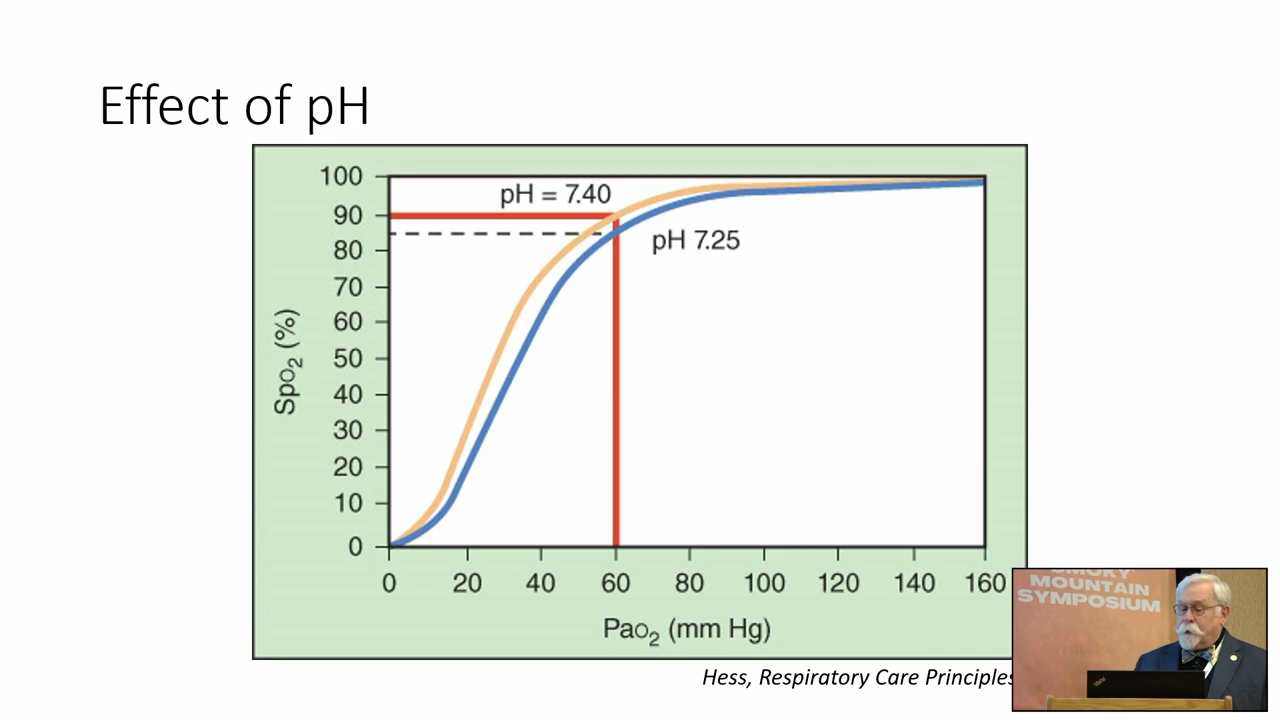 Effect of pH
100
90
80
70
60
50
40
30
20
10
0
pH = 7.40
pH 7.25
SpO₂ (%)
0 20 40 60 80 100 120 140 160
PaO₂ (mm Hg)
Hess, Respiratory Care Principles
SMOKY
MOUNTAIN
SYMPOSIUM